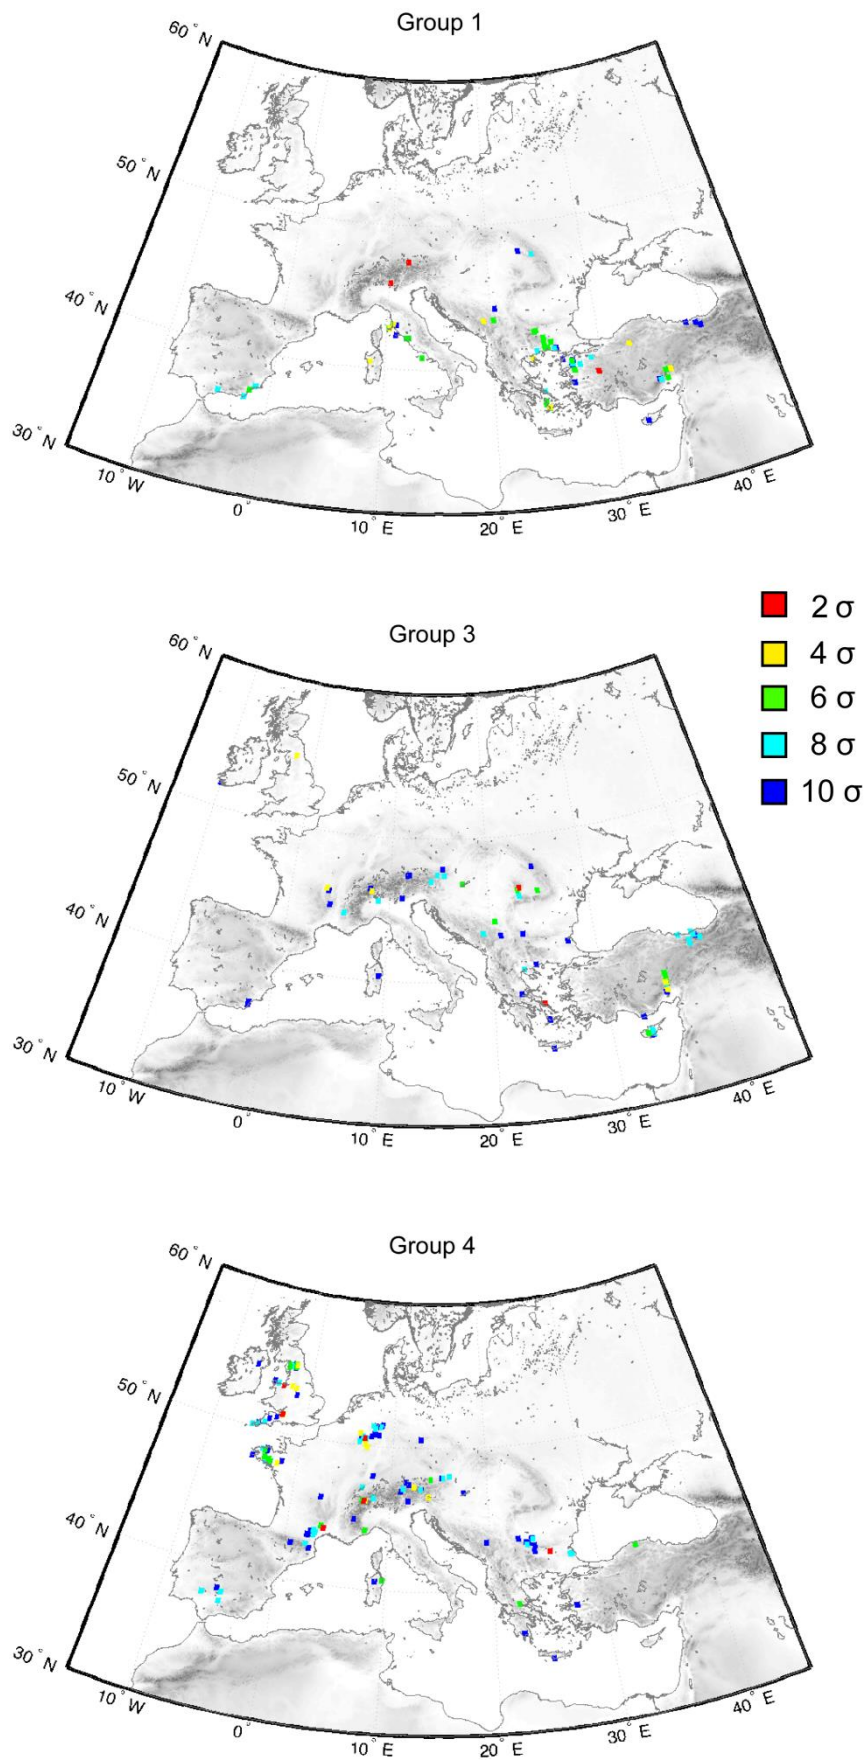 Group 1
60 ° N
50 ° N
40 ° N
30 ° N
10 ° W
0 °
10 ° E
20 ° E
30 ° E
40 ° E
2 σ
4 σ
6 σ
8 σ
10 σ
Group 3
60 ° N
50 ° N
40 ° N
30 ° N
10 ° W
0 °
10 ° E
20 ° E
30 ° E
40 ° E
Group 4
60 ° N
50 ° N
40 ° N
30 ° N
10 ° W
0 °
10 ° E
20 ° E
30 ° E
40 ° E